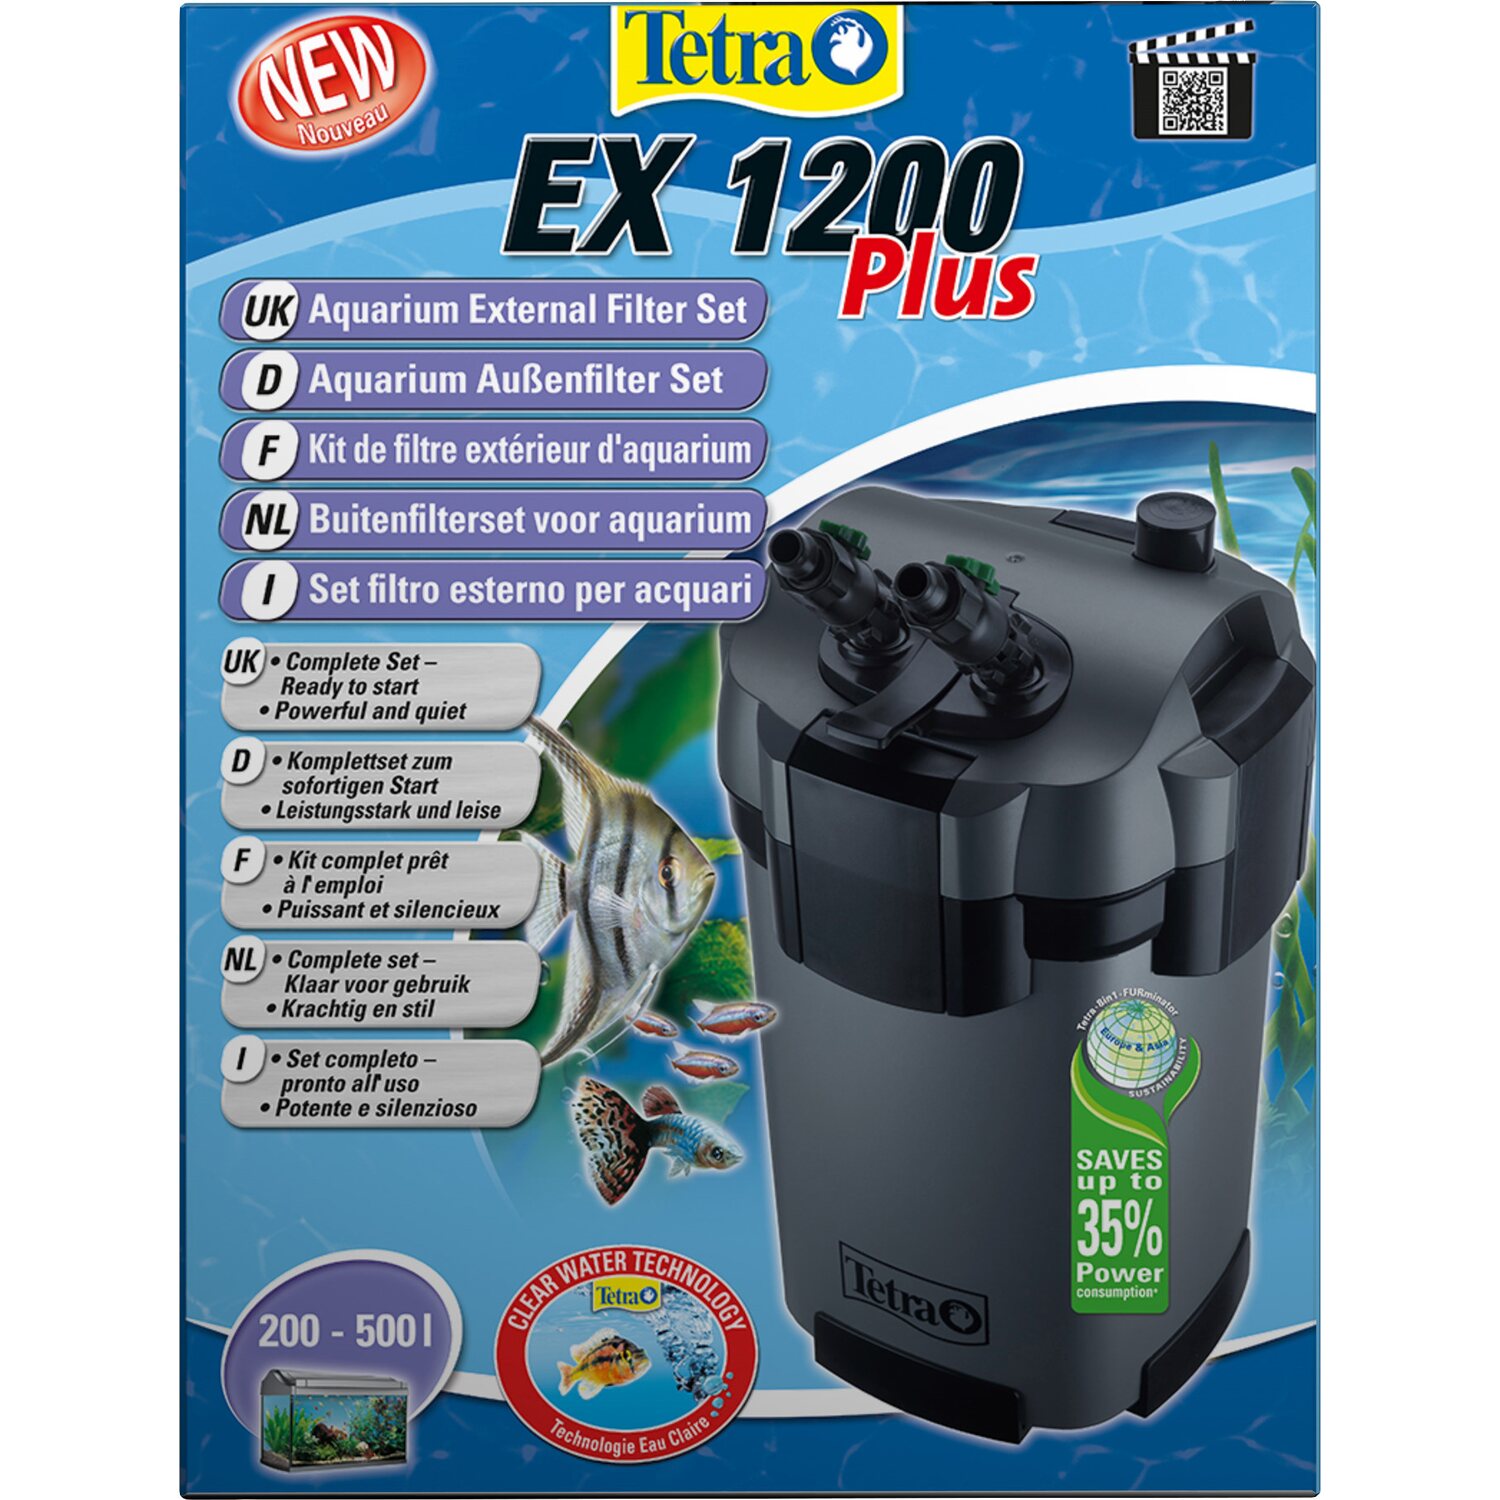 NEW
Nouveau
Tetra
EX 1200
Plus
UK Aquarium External Filter Set
D Aquarium Außenfilter Set
F Kit de filtre extérieur d'aquarium
NL Buitenfilterset voor aquarium
I Set filtro esterno per acquari
UK • Complete Set –
Ready to start
• Powerful and quiet
D • Komplettset zum
sofortigen Start
• Leistungsstark und leise
F • Kit complet prêt
à l'emploi
• Puissant et silencieux
NL • Complete set –
Klaar voor gebruik
• Krachtig en stil
I • Set completo –
pronto all'uso
• Potente e silenzioso
Tetra · 8in1 · FURminator
Europe & Asia
SUSTAINABILITY
SAVES
up to
35%
Power
consumption*
Tetra
200 - 500 l
CLEAR WATER TECHNOLOGY
Tetra
Technologie Eau Claire